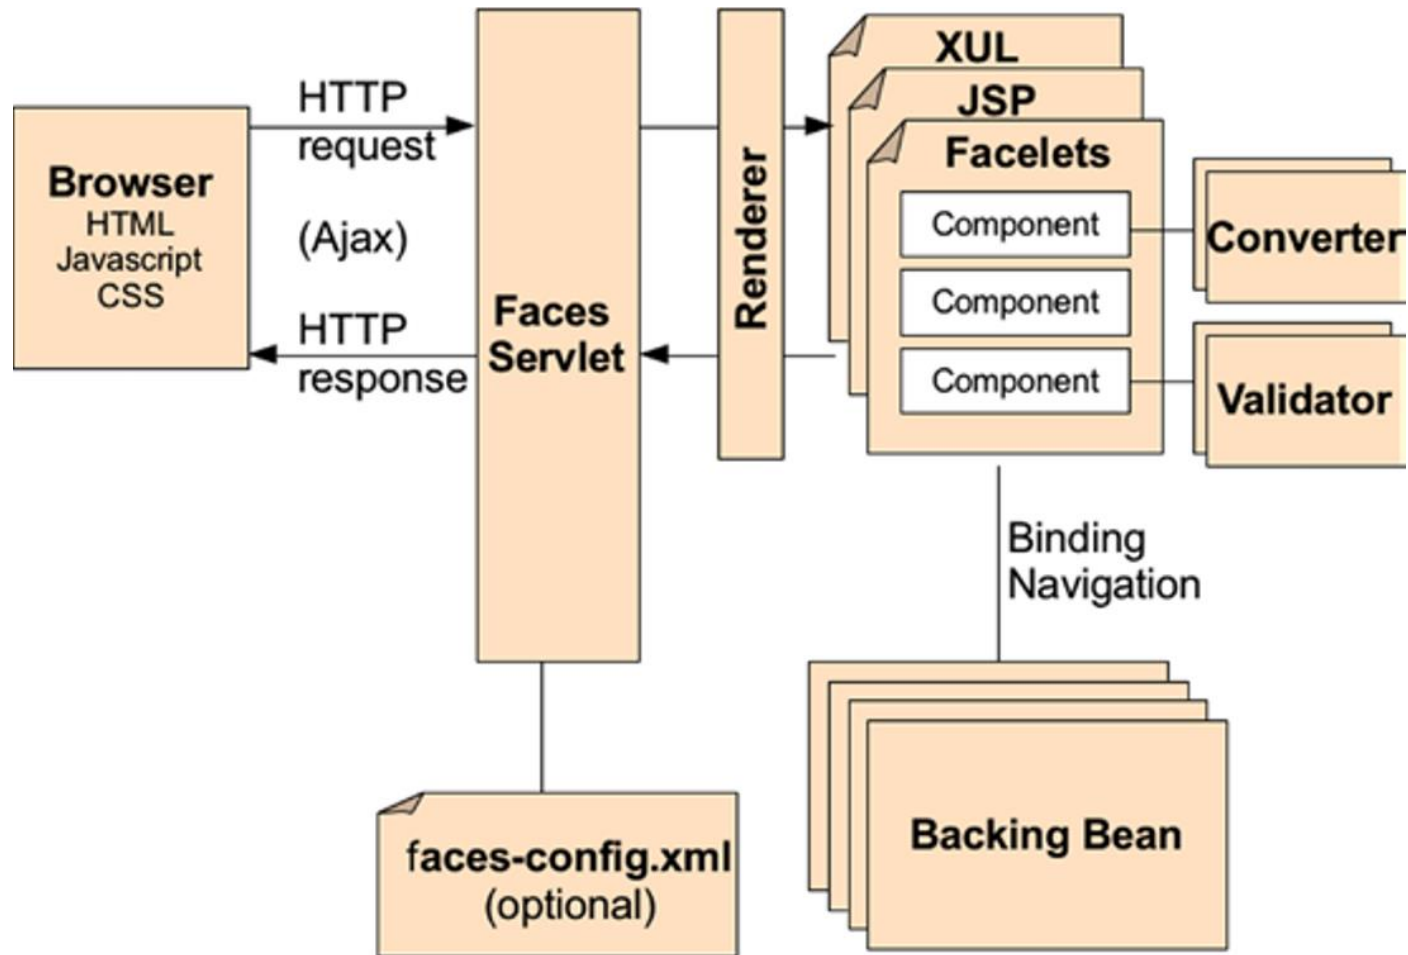 Browser
HTML
Javascript
CSS
HTTP
request
(Ajax)
HTTP
response
Faces
Servlet
Renderer
XUL
JSP
Facelets
Component
Component
Component
Converter
Validator
Binding
Navigation
faces-config.xml
(optional)
Backing Bean